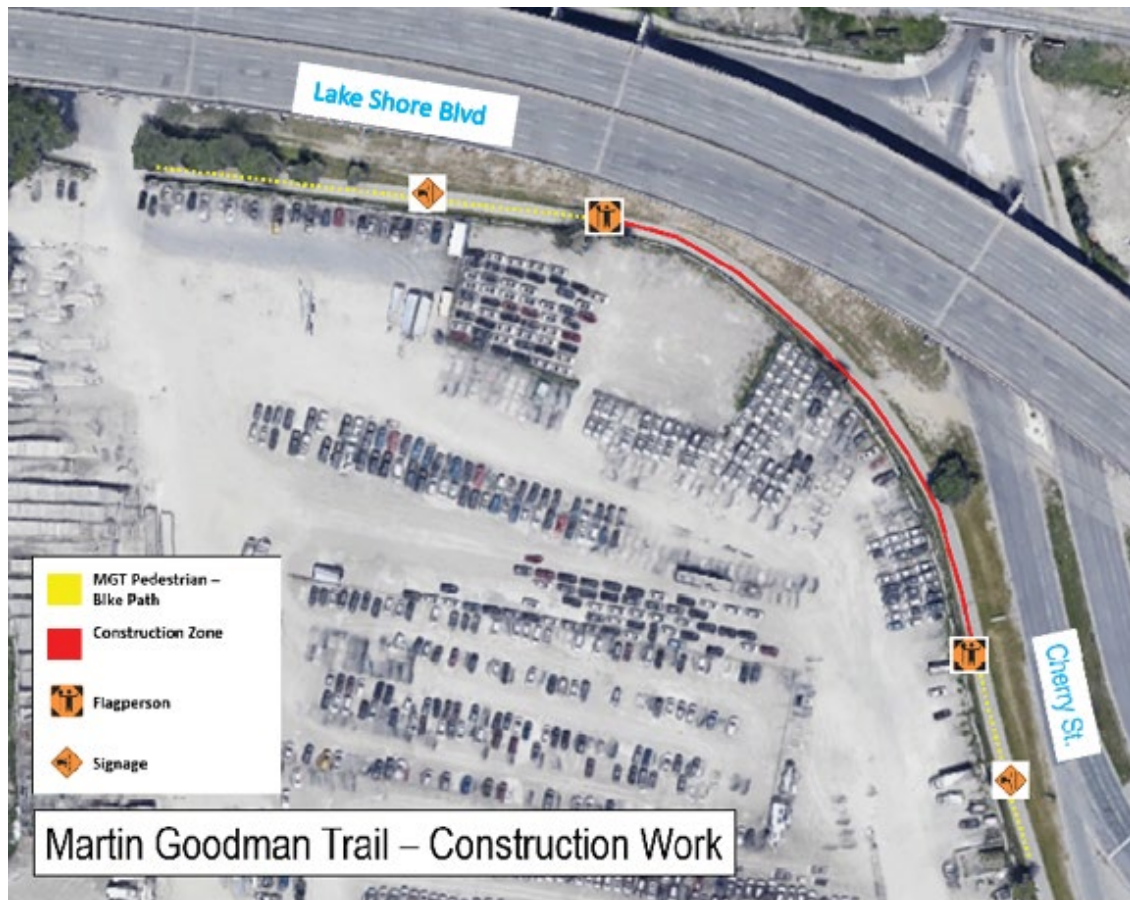 Lake Shore Blvd
MGT Pedestrian –
Bike Path
Construction Zone
Flagperson
Cherry St.
Signage
Martin Goodman Trail – Construction Work